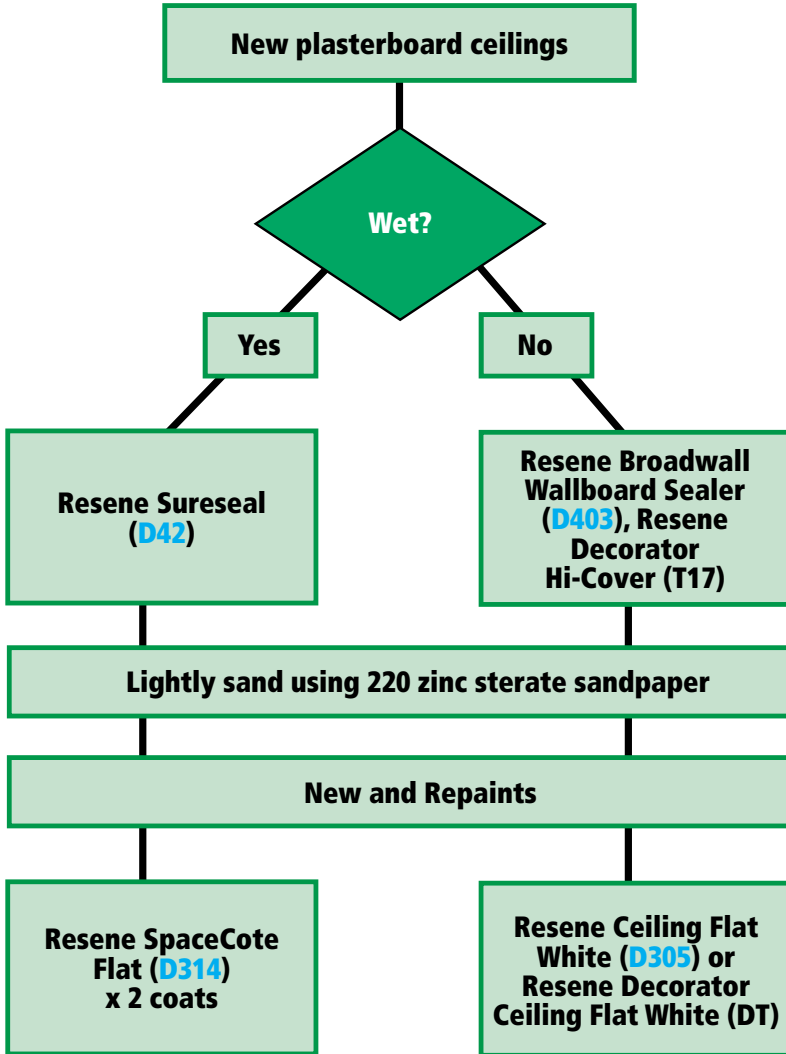 New plasterboard ceilings
Wet?
Yes
No
Resene Sureseal
(D42)
Resene Broadwall
Wallboard Sealer
(D403), Resene
Decorator
Hi-Cover (T17)
Lightly sand using 220 zinc sterate sandpaper
New and Repaints
Resene SpaceCote
Flat (D314)
x 2 coats
Resene Ceiling Flat
White (D305) or
Resene Decorator
Ceiling Flat White (DT)